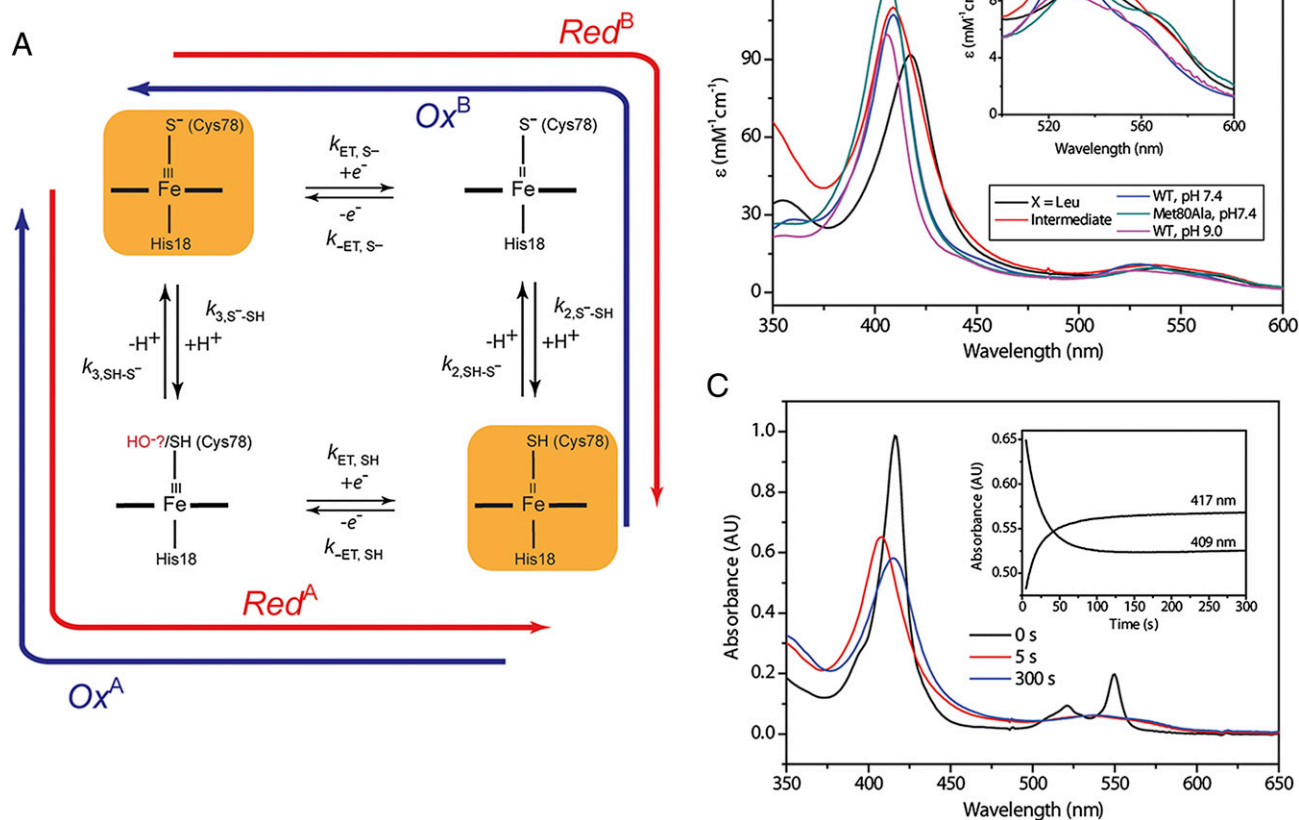 A
Red^B
Ox^B
S⁻ (Cys78)
III
Fe
His18
k_ET, S–
+e⁻
-e⁻
k_-ET, S–
S⁻ (Cys78)
II
Fe
His18
k_3,S⁻-SH
-H⁺ +H⁺
k_3,SH-S⁻
k_2,S⁻-SH
-H⁺ +H⁺
k_2,SH-S⁻
HO⁻?/SH (Cys78)
III
Fe
His18
k_ET, SH
+e⁻
-e⁻
k_-ET, SH
SH (Cys78)
II
Fe
His18
Red^A
Ox^A
ε (mM⁻¹cm⁻¹)
90
60
30
0
350 400 450 500 550 600
Wavelength (nm)
ε (mM⁻¹ cm⁻¹)
8
4
0
520 560 600
Wavelength (nm)
X = Leu
Intermediate
WT, pH 7.4
Met80Ala, pH7.4
WT, pH 9.0
C
Absorbance (AU)
1.0
0.8
0.6
0.4
0.2
0.0
350 400 450 500 550 600 650
Wavelength (nm)
0 s
5 s
300 s
Absorbance (AU)
0.65
0.60
0.55
0.50
417 nm
409 nm
0 50 100 150 200 250 300
Time (s)